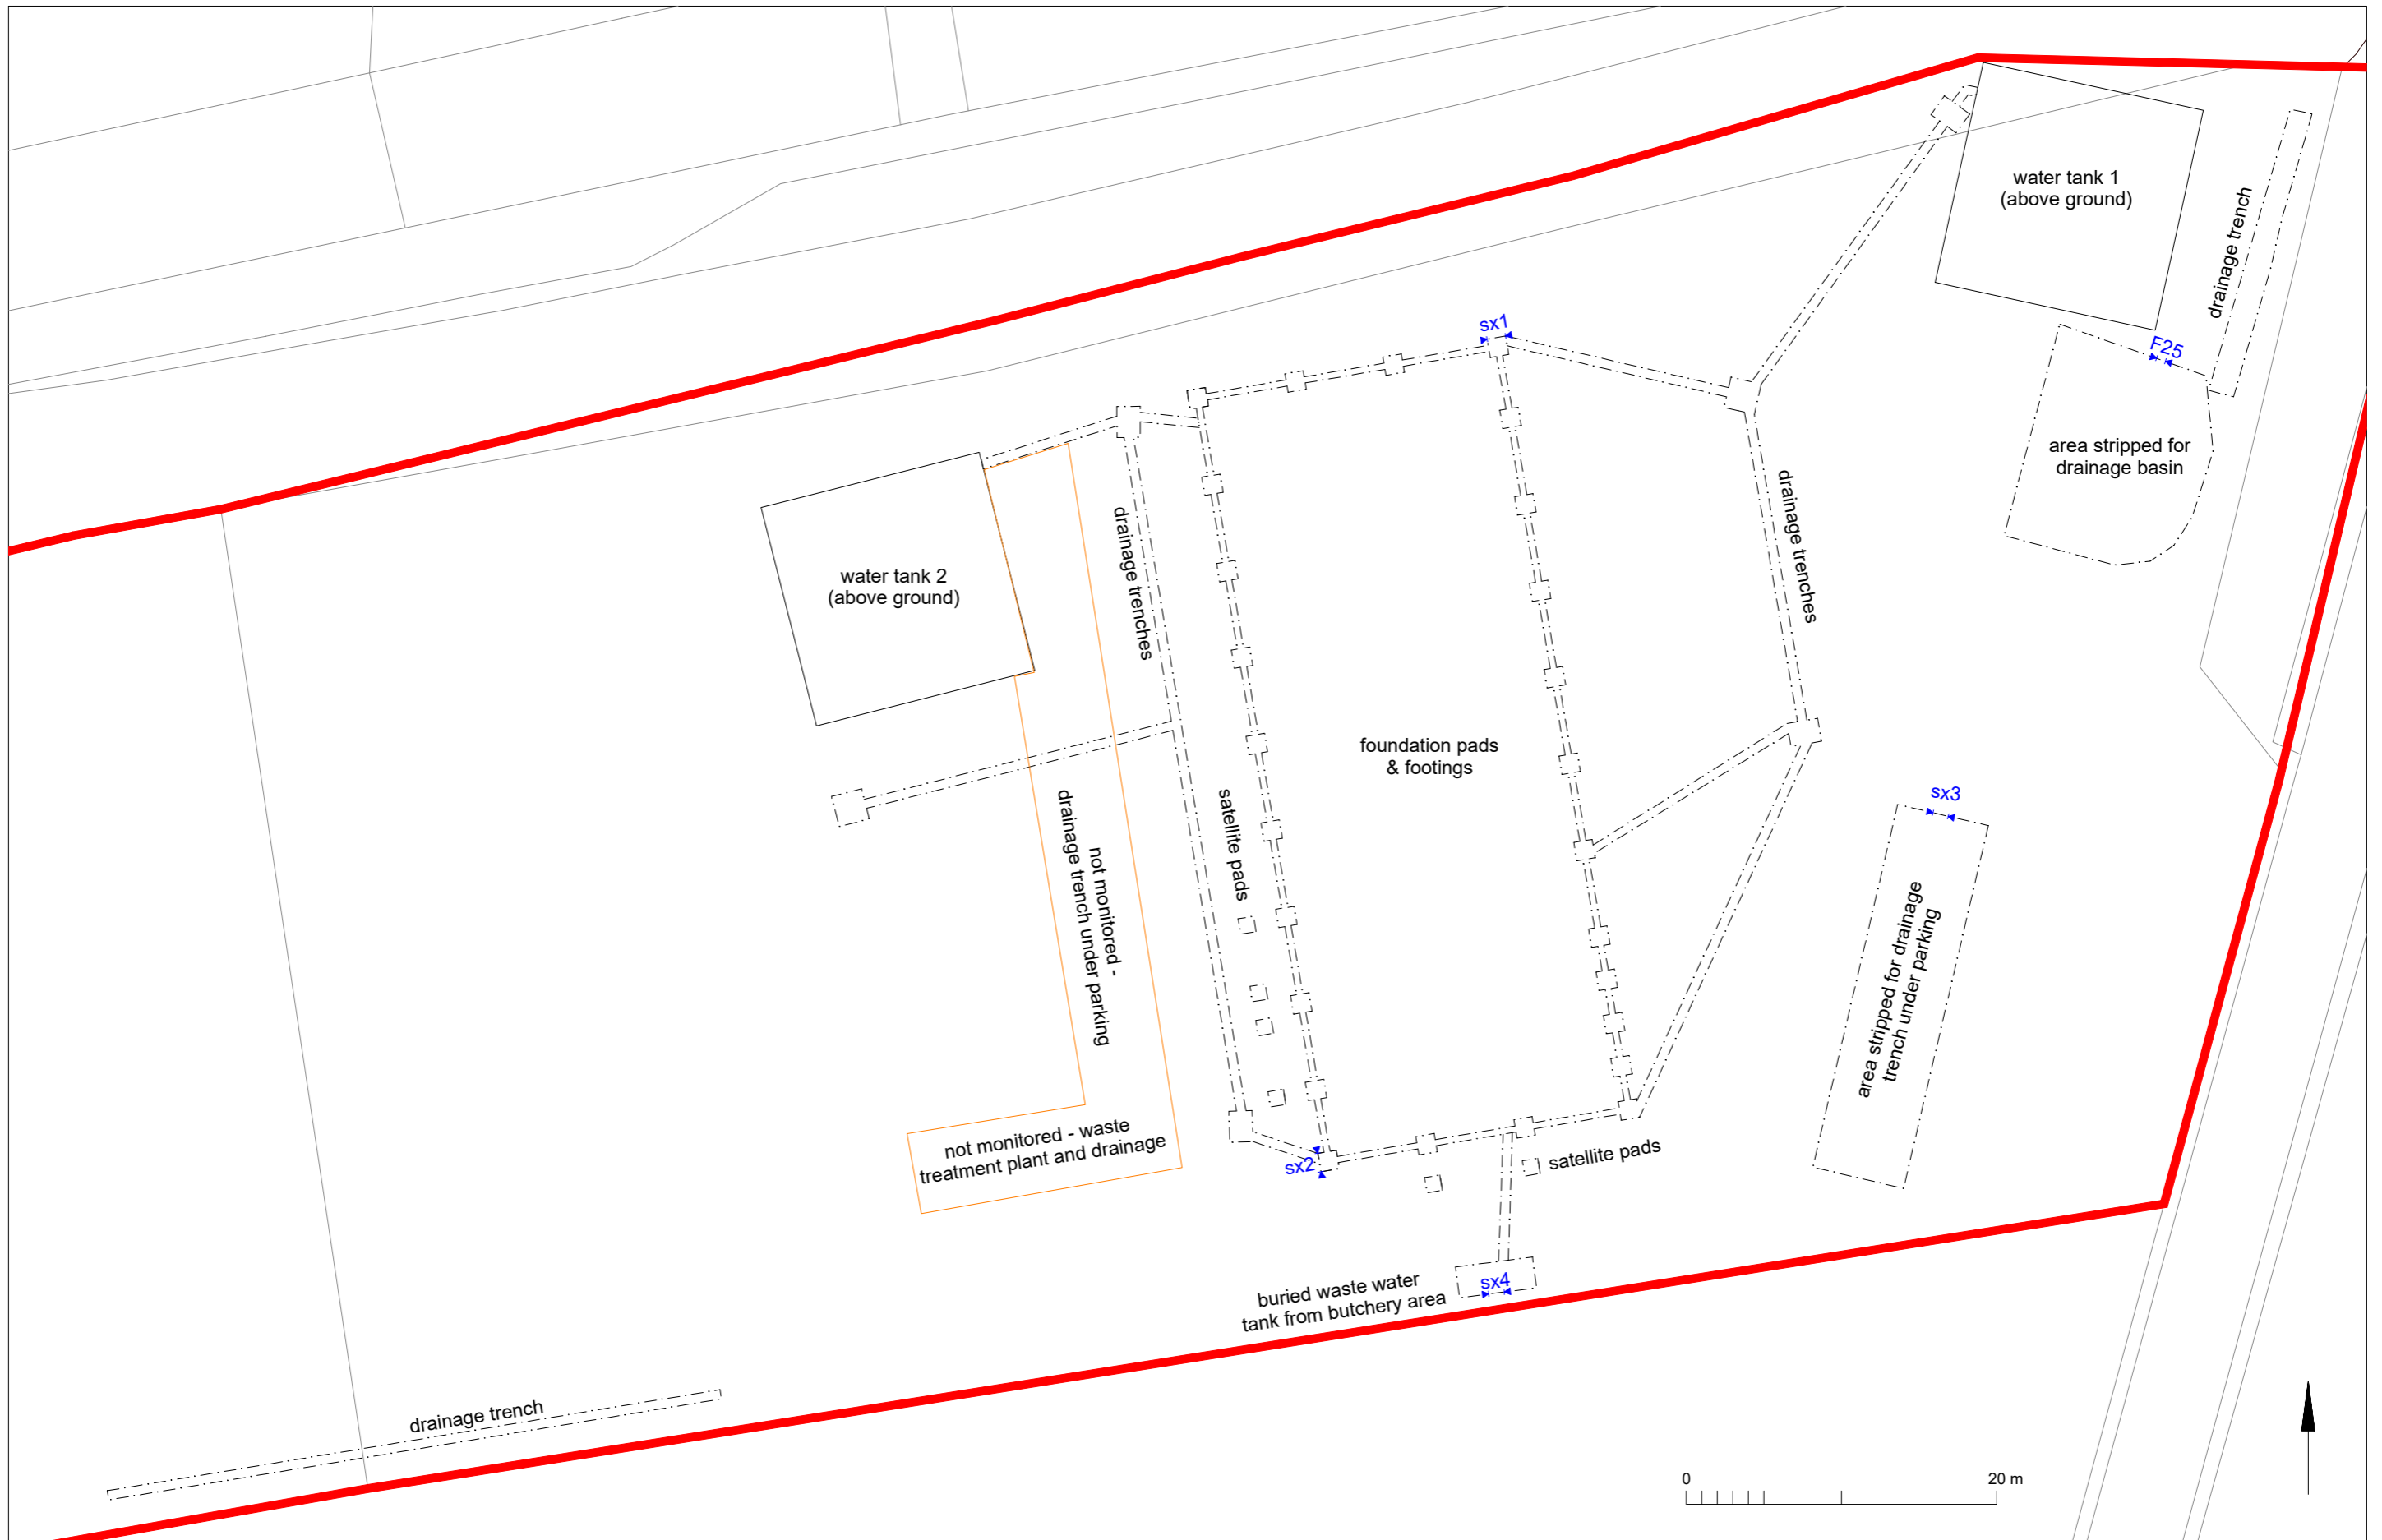 water tank 1
(above ground)
drainage trench
sx1
F25
area stripped for
drainage basin
drainage trenches
drainage trenches
water tank 2
(above ground)
foundation pads
& footings
satellite pads
sx3
not monitored -
drainage trench under parking
area stripped for drainage
trench under parking
not monitored - waste
treatment plant and drainage
sx2
satellite pads
buried waste water
tank from butchery area
sx4
drainage trench
0
20 m